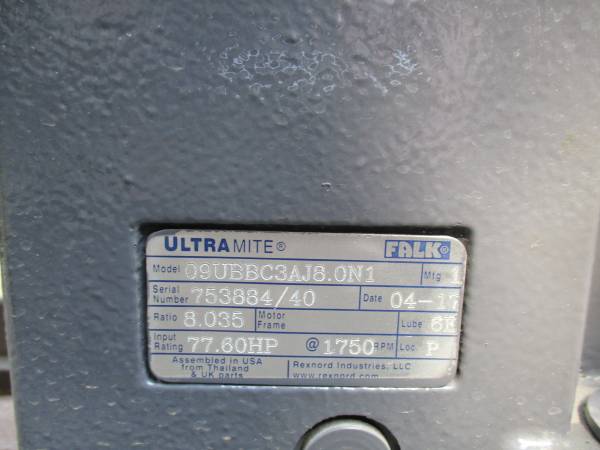 ULTRAMITE® FALK®
Model 09UBBC3AJ8.0N1 Mtg 1
Serial Number 753884/40 Date 04-17
Ratio 8.035 Motor Frame Lube
Input Rating 77.60HP @ 1750 RPM Loc. P
Assembled in USA
from Thailand
& UK parts
Rexnord Industries, LLC
www.rexnord.com